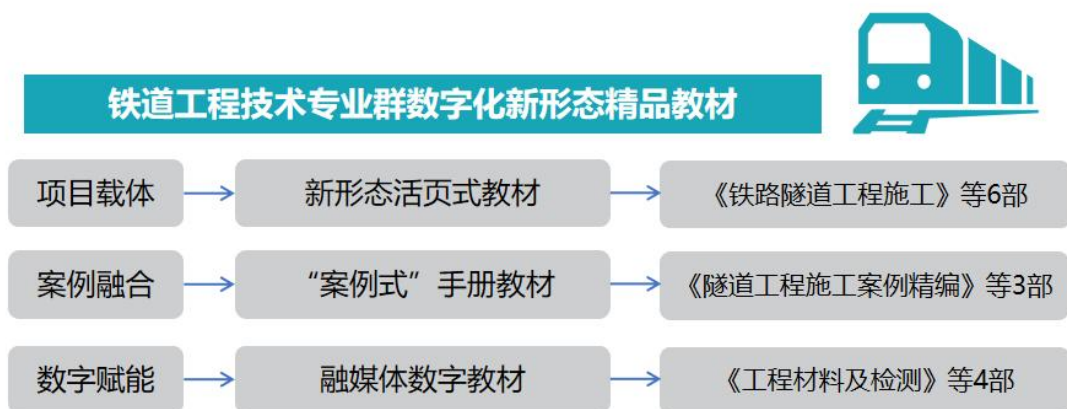 铁道工程技术专业群数字化新形态精品教材
项目载体
新形态活页式教材
《铁路隧道工程施工》等6部
案例融合
“案例式”手册教材
《隧道工程施工案例精编》等3部
数字赋能
融媒体数字教材
《工程材料及检测》等4部